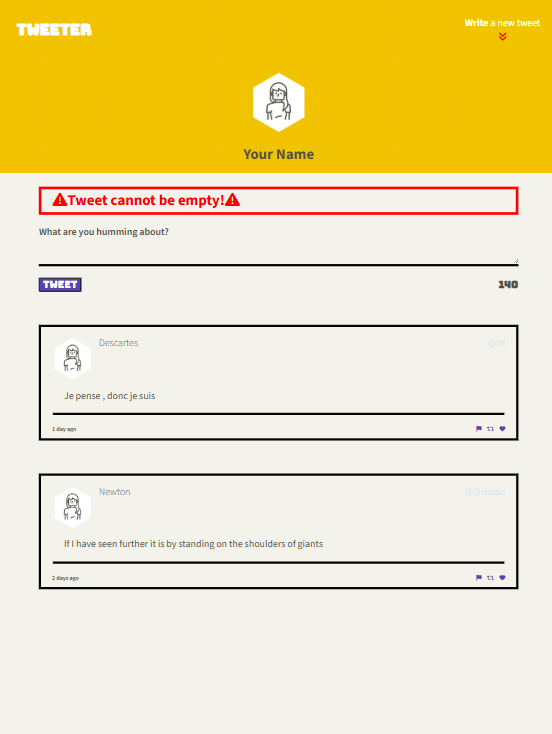 TWEETER
Write a new tweet
Your Name
Tweet cannot be empty!
What are you humming about?
TWEET
140
Descartes
@rd
Je pense , donc je suis
1 day ago
Newton
If I have seen further it is by standing on the shoulders of giants
2 days ago